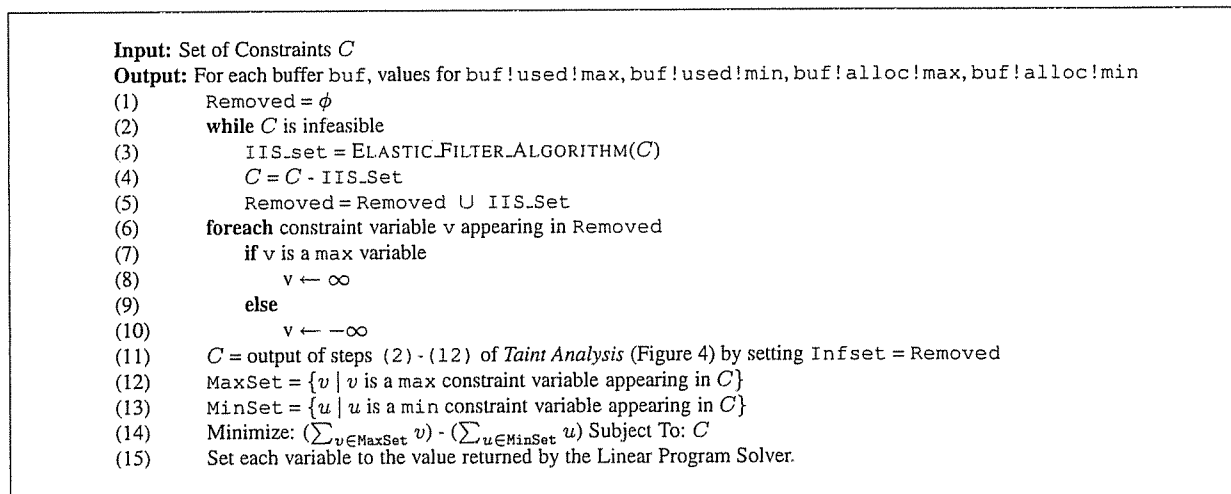 Input: Set of Constraints C
Output: For each buffer buf, values for buf!used!max, buf!used!min, buf!alloc!max, buf!alloc!min
(1) Removed = ϕ
(2) while C is infeasible
(3) IIS_set = ELASTIC_FILTER_ALGORITHM(C)
(4) C = C - IIS_Set
(5) Removed = Removed ∪ IIS_Set
(6) foreach constraint variable v appearing in Removed
(7) if v is a max variable
(8) v ← ∞
(9) else
(10) v ← −∞
(11) C = output of steps (2) - (12) of Taint Analysis (Figure 4) by setting Infset = Removed
(12) MaxSet = {v | v is a max constraint variable appearing in C}
(13) MinSet = {u | u is a min constraint variable appearing in C}
(14) Minimize: (∑v∈MaxSet v) - (∑u∈MinSet u) Subject To: C
(15) Set each variable to the value returned by the Linear Program Solver.